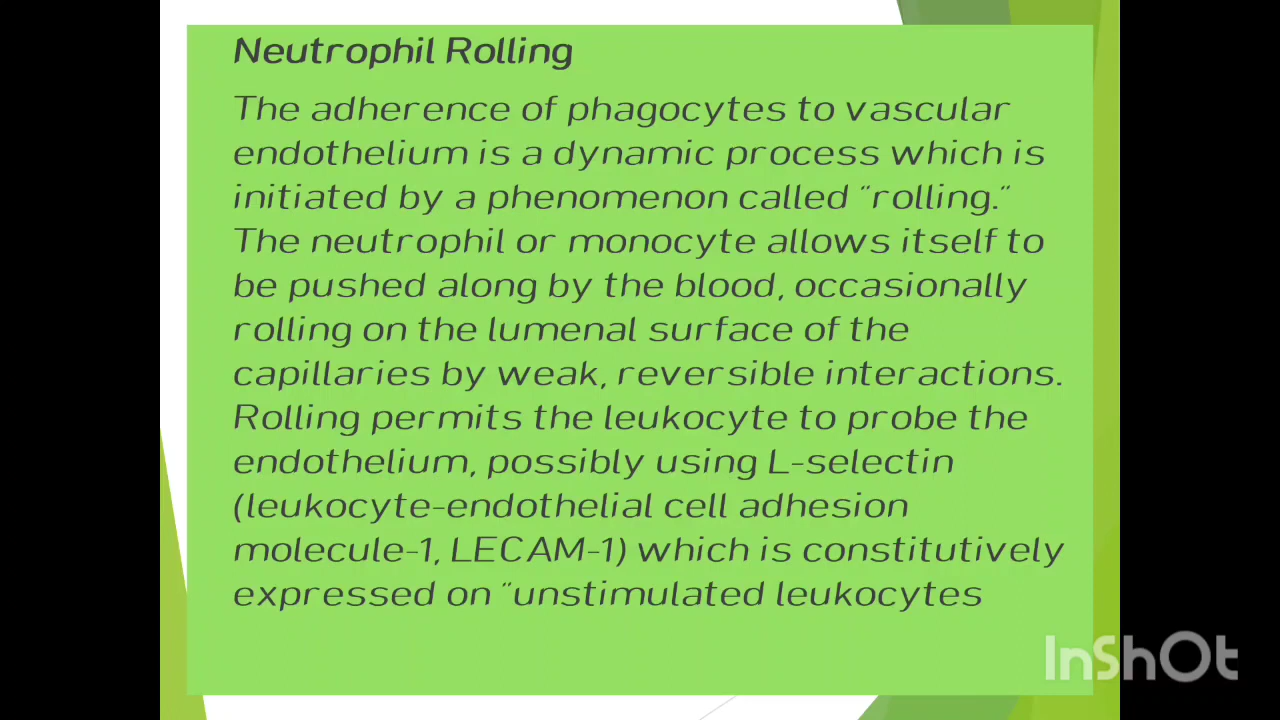 Neutrophil Rolling
The adherence of phagocytes to vascular
endothelium is a dynamic process which is
initiated by a phenomenon called "rolling."
The neutrophil or monocyte allows itself to
be pushed along by the blood, occasionally
rolling on the lumenal surface of the
capillaries by weak, reversible interactions.
Rolling permits the leukocyte to probe the
endothelium, possibly using L-selectin
(leukocyte-endothelial cell adhesion
molecule-1, LECAM-1) which is constitutively
expressed on "unstimulated leukocytes
InShOt